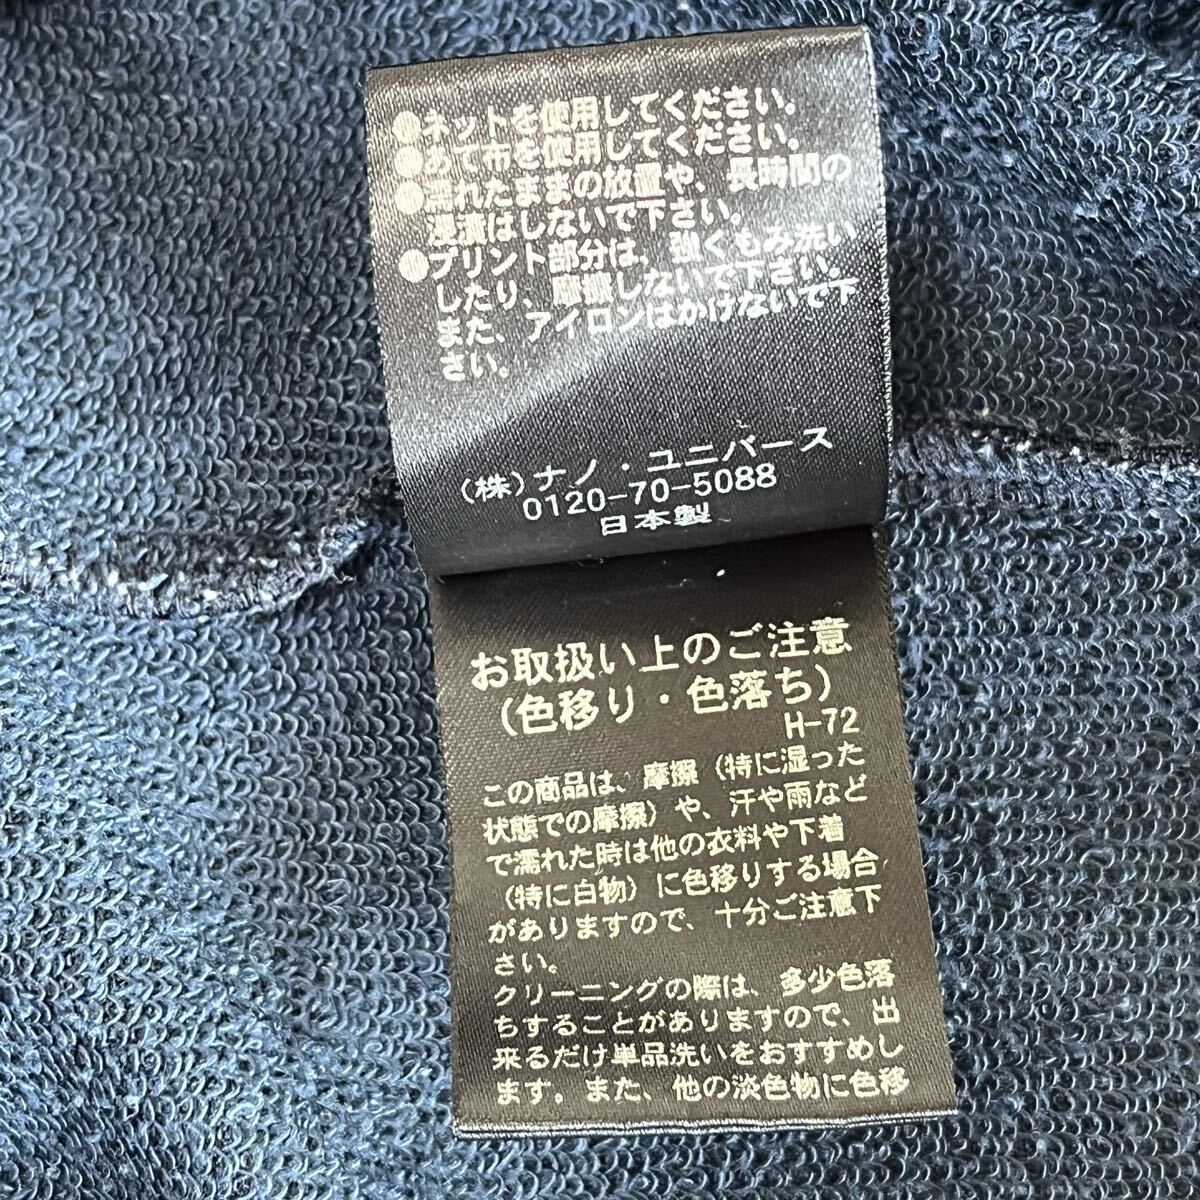 ●ネットを使用してください。
●あて布を使用してください。
●濡れたままの放置や、長時間の
浸漬はしないで下さい。
●プリント部分は、強くもみ洗い
したり、摩擦しないで下さい。
また、アイロンはかけないで下
さい。
(株)ナノ・ユニバース
0120-70-5088
日本製
お取扱い上のご注意
(色移り・色落ち)
H-72
この商品は、摩擦(特に湿った
状態での摩擦)や、汗や雨など
で濡れた時は他の衣料や下着
(特に白物)に色移りする場合
がありますので、十分ご注意下
さい。
クリーニングの際は、多少色落
ちすることがありますので、出
来るだけ単品洗いをおすすめし
ます。また、他の淡色物に色移